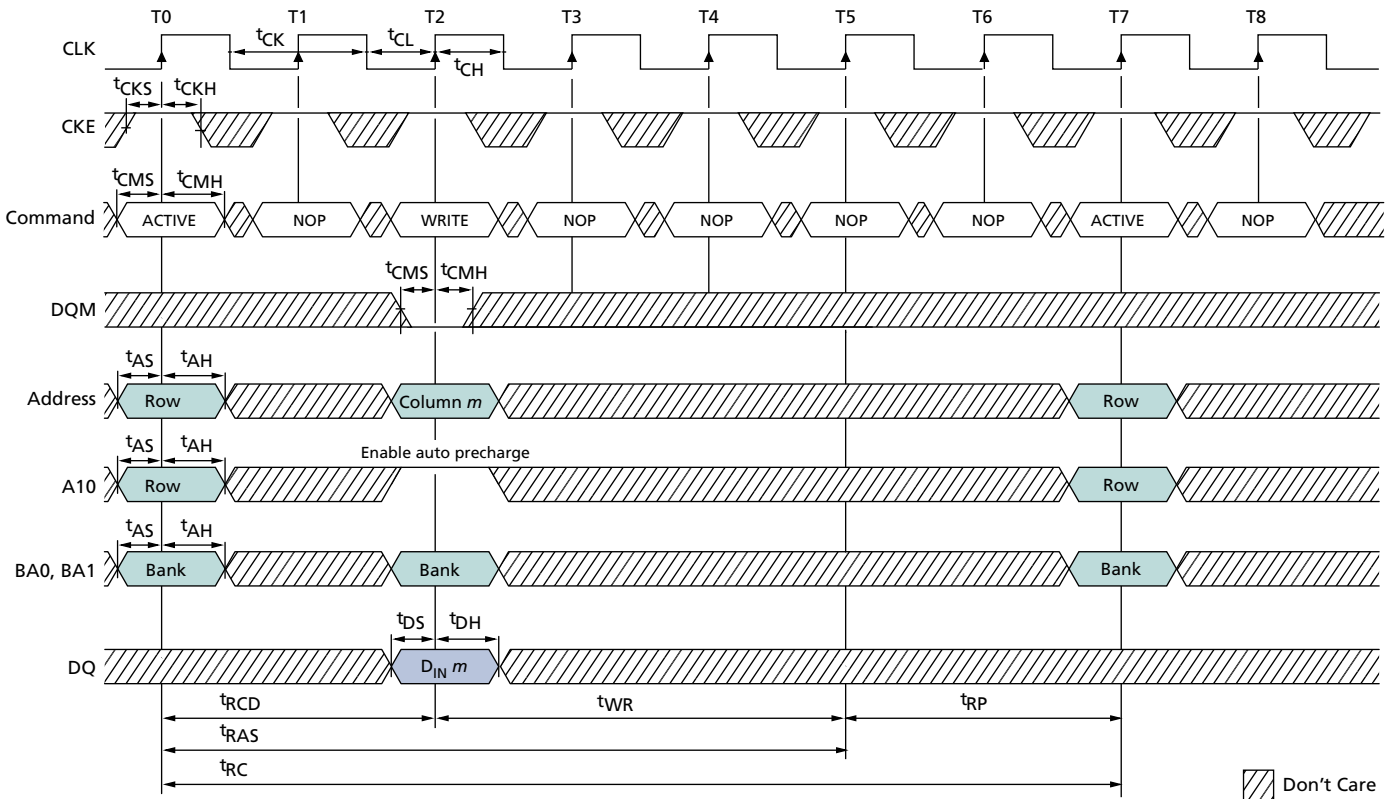 T0 T1 T2 T3 T4 T5 T6 T7 T8
CLK
tCK tCL
tCH
tCKS tCKH
CKE
tCMS tCMH
Command ACTIVE NOP WRITE NOP NOP NOP NOP ACTIVE NOP
tCMS tCMH
DQM
tAS tAH
Address Row Column m Row
tAS tAH Enable auto precharge
A10 Row Row
tAS tAH
BA0, BA1 Bank Bank Bank
tDS tDH
DQ DIN m
tRCD tWR tRP
tRAS
tRC
Don't Care